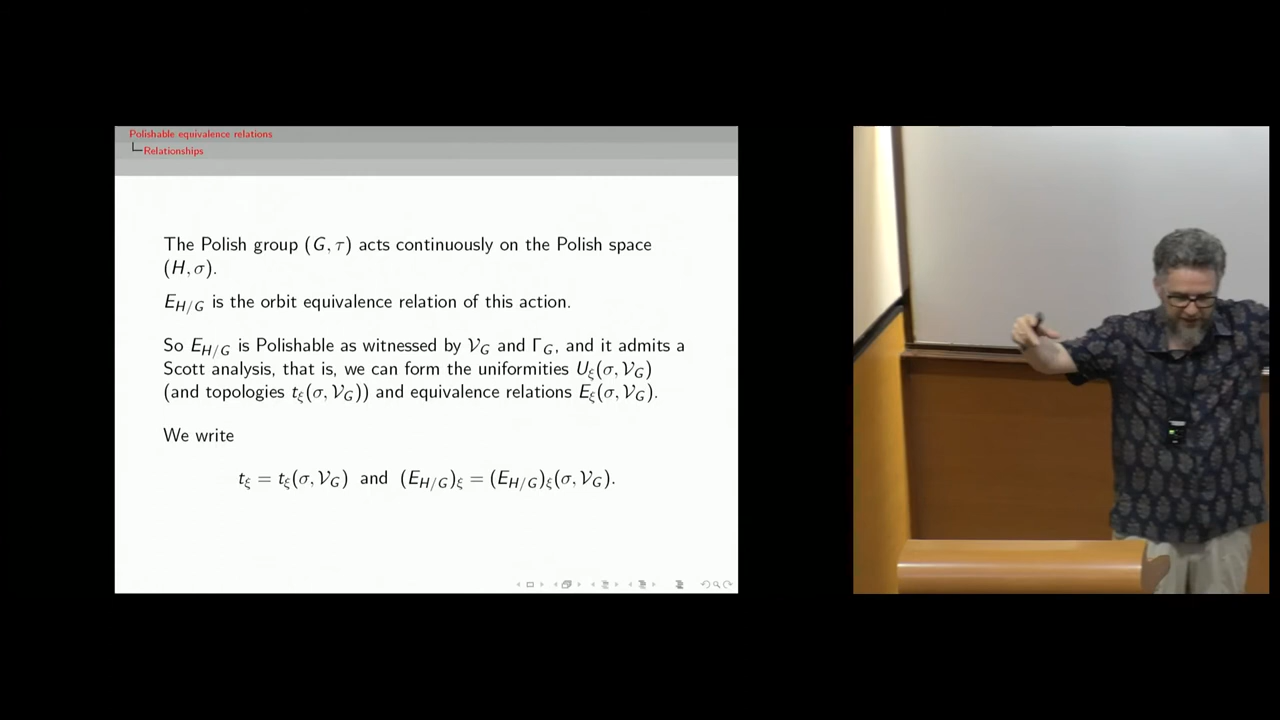 Polishable equivalence relations
Relationships
The Polish group (G, τ) acts continuously on the Polish space
(H, σ).
E_{H/G} is the orbit equivalence relation of this action.
So E_{H/G} is Polishable as witnessed by 𝒱_G and Γ_G, and it admits a
Scott analysis, that is, we can form the uniformities U_ξ(σ, 𝒱_G)
(and topologies t_ξ(σ, 𝒱_G)) and equivalence relations E_ξ(σ, 𝒱_G).
We write
t_ξ = t_ξ(σ, 𝒱_G) and (E_{H/G})_ξ = (E_{H/G})_ξ(σ, 𝒱_G).